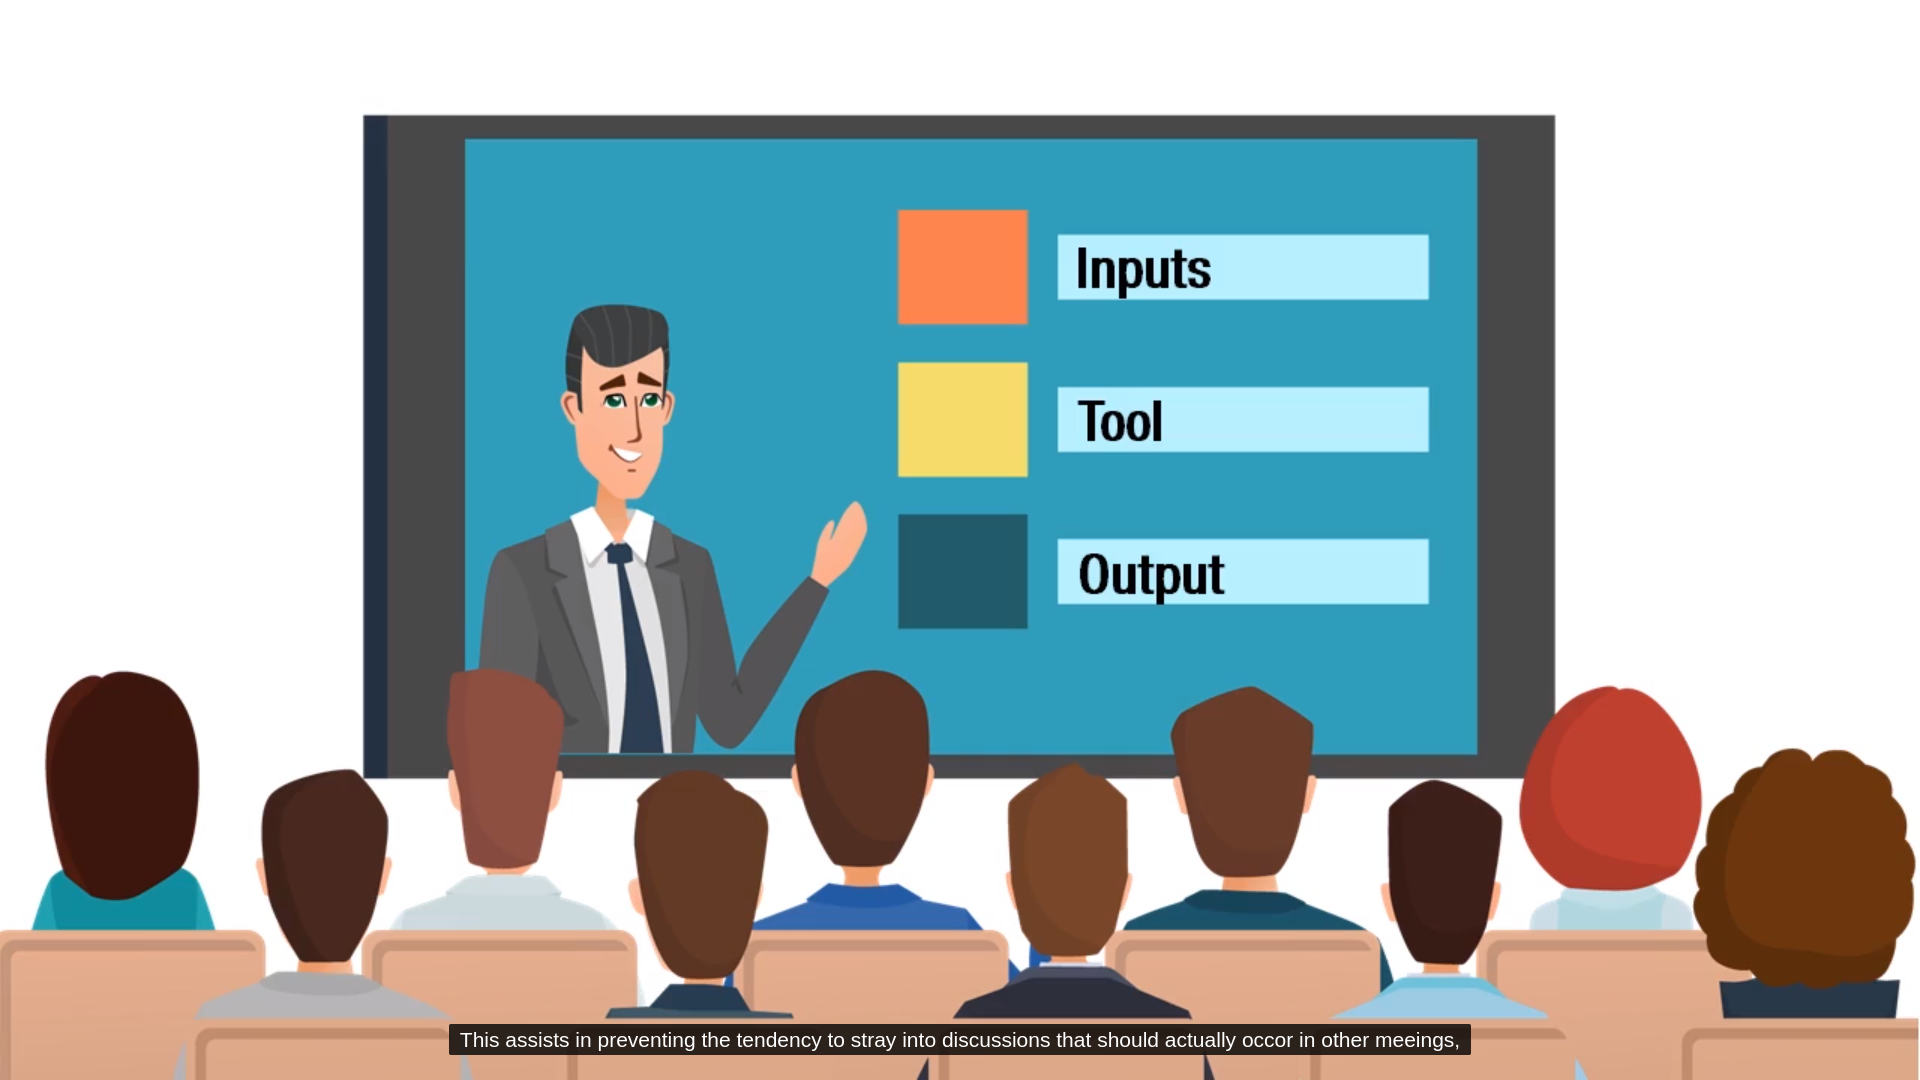 Inputs
Tool
Output
This assists in preventing the tendency to stray into discussions that should actually occor in other meeings,